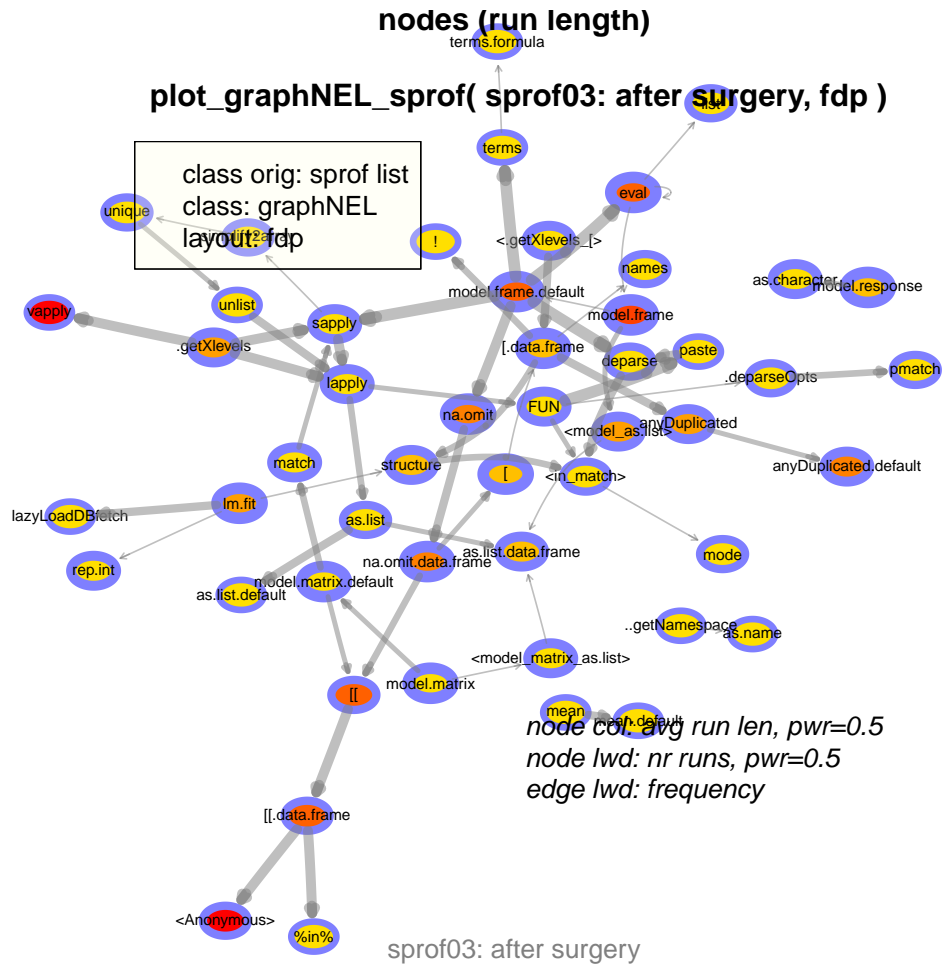 nodes (run length)
terms.formula
plot_graphNEL_sprof( sprof03: after surgery, fdp )
list
terms
class orig: sprof list
class: graphNEL
layout: fdp
eval
unique
simplify2array
!
<.getXlevels_[>
names
as.character
model.response
model.frame.default
vapply
unlist
sapply
model.frame
.getXlevels
[.data.frame
deparse
paste
lapply
.deparseOpts
pmatch
na.omit
FUN
<model_as.list>
anyDuplicated
match
structure
[
<in_match>
anyDuplicated.default
lazyLoadDBfetch
lm.fit
as.list
rep.int
na.omit.data.frame
as.list.data.frame
mode
as.list.default
model.matrix.default
..getNamespace
as.name
<model_matrix_as.list>
model.matrix
[[
mean
mean.default
node col: avg run len, pwr=0.5
node lwd: nr runs, pwr=0.5
edge lwd: frequency
[[.data.frame
<Anonymous>
%in%
sprof03: after surgery